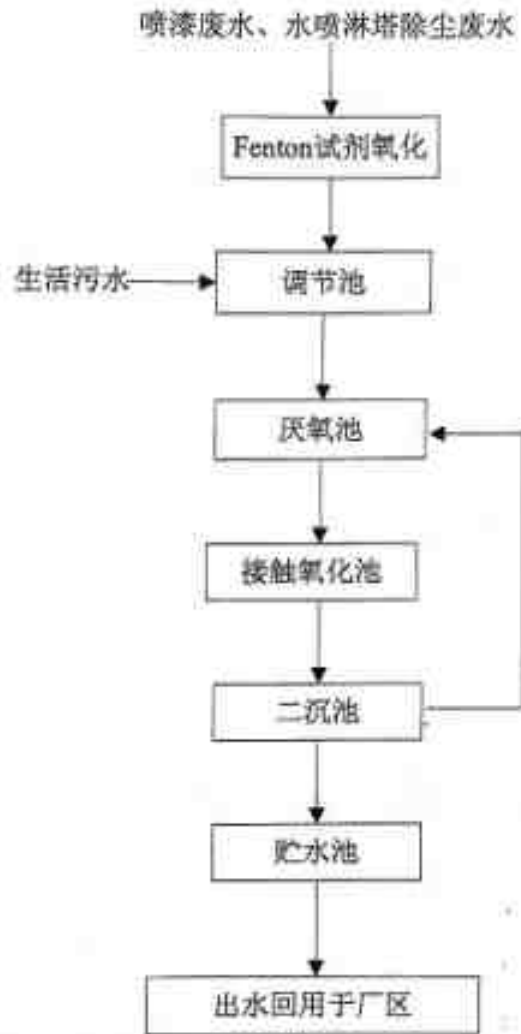 喷漆废水、水喷淋塔除尘废水
Fenton试剂氧化
生活污水
调节池
厌氧池
接触氧化池
二沉池
贮水池
出水回用于厂区